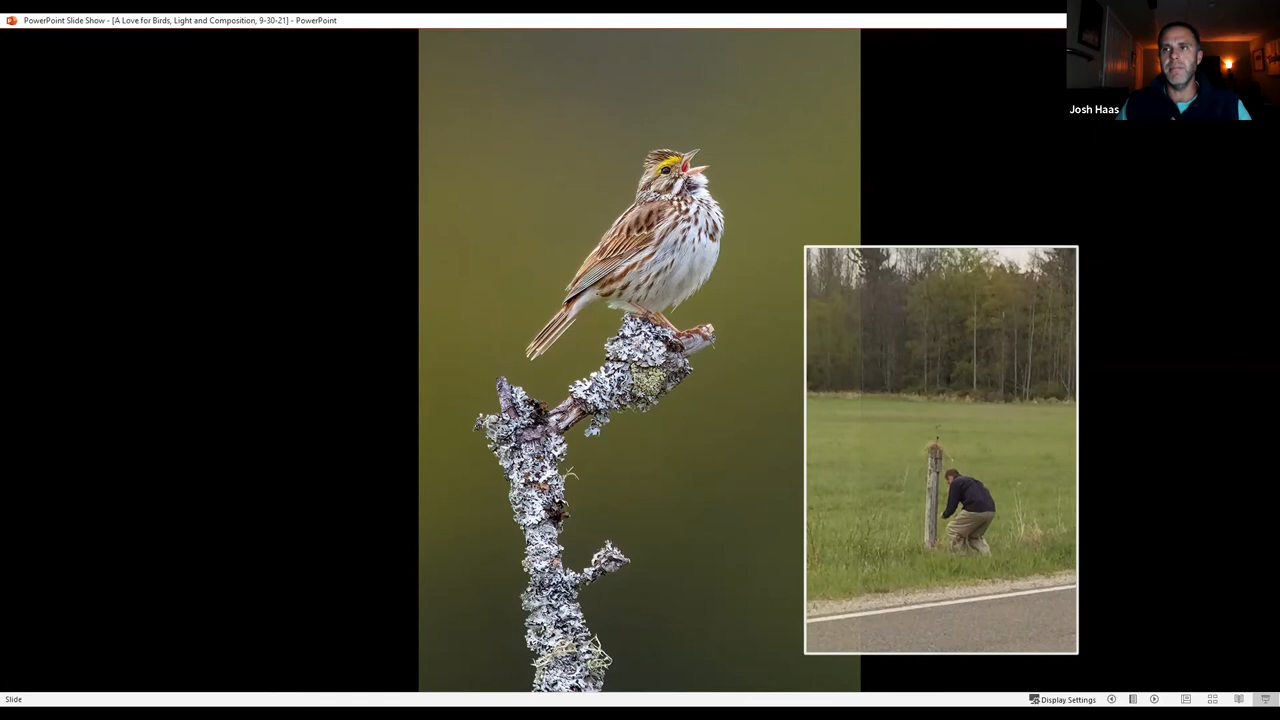 PowerPoint Slide Show - [A Love for Birds, Light and Composition, 9-30-21] - PowerPoint
Josh Haas
Slide
Display Settings